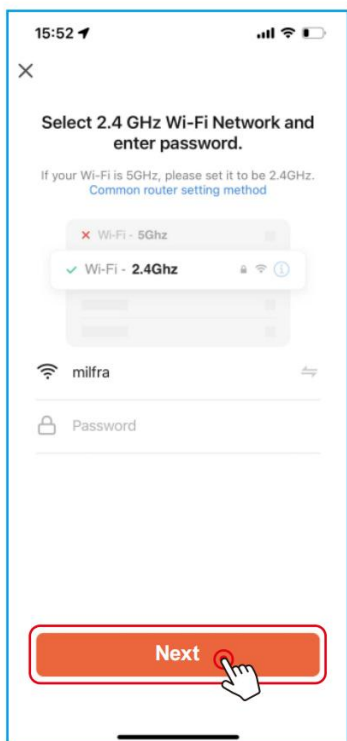 15:52
Select 2.4 GHz Wi-Fi Network and
enter password.
If your Wi-Fi is 5GHz, please set it to be 2.4GHz.
Common router setting method
Wi-Fi - 5Ghz
Wi-Fi - 2.4Ghz
milfra
Password
Next